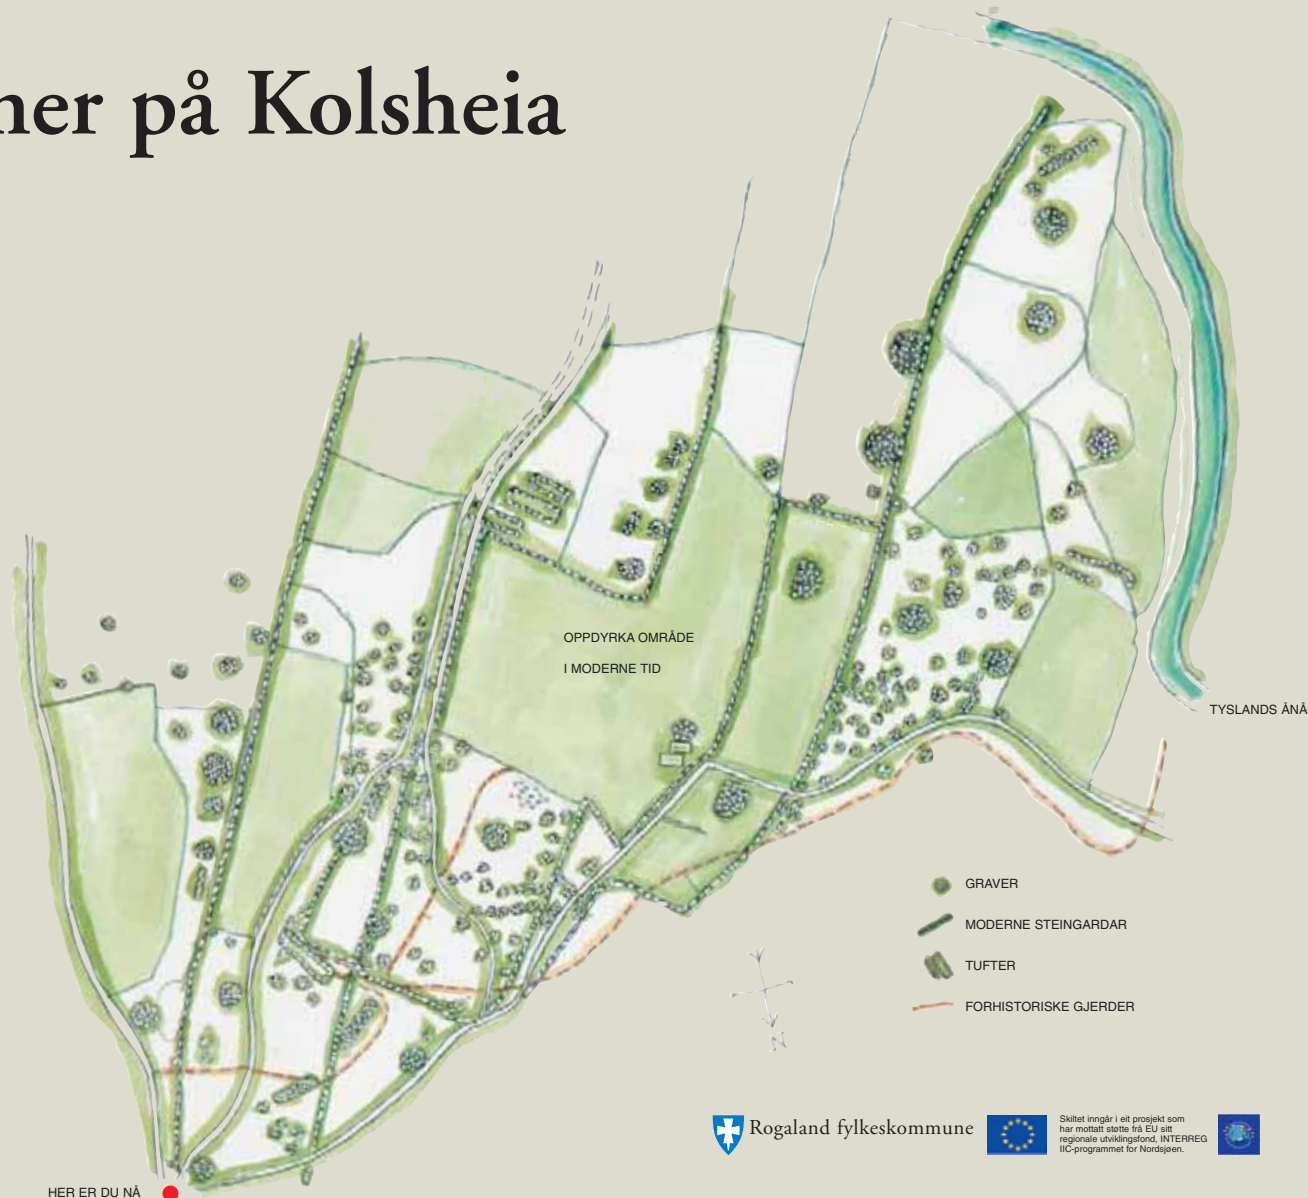 ner på Kolsheia
OPPDYRKA OMRÅDE
I MODERNE TID
TYSLANDS ÅNÅ
GRAVER
MODERNE STEINGARDAR
TUFTER
FORHISTORISKE GJERDER
N
Rogaland fylkeskommune
Skiltet inngår i eit prosjekt som
har mottatt støtte frå EU sitt
regionale utviklingsfond, INTERREG
IIC-programmet for Nordsjøen.
HER ER DU NÅ